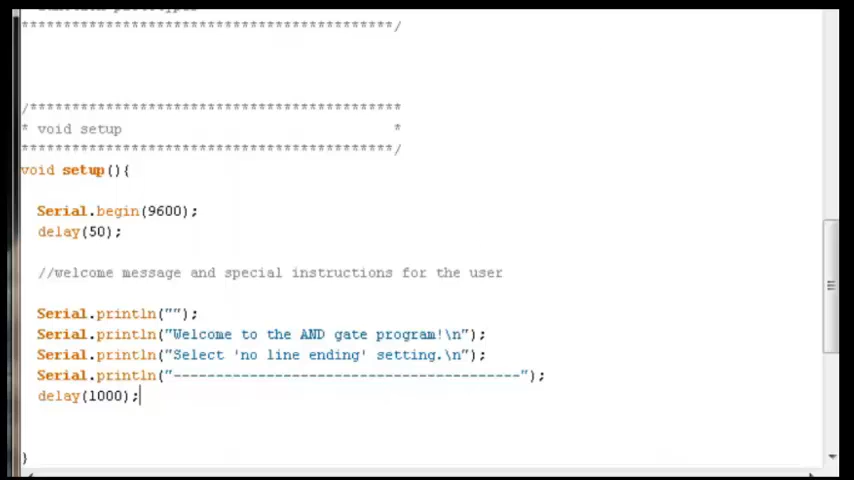 *******************************************/

/********************************************
* void setup                                *
*******************************************/
void setup(){
Serial.begin(9600);
delay(50);
//welcome message and special instructions for the user
Serial.println("");
Serial.println("Welcome to the AND gate program!\n");
Serial.println("Select 'no line ending' setting.\n");
Serial.println("-----------------------------------------");
delay(1000);
}